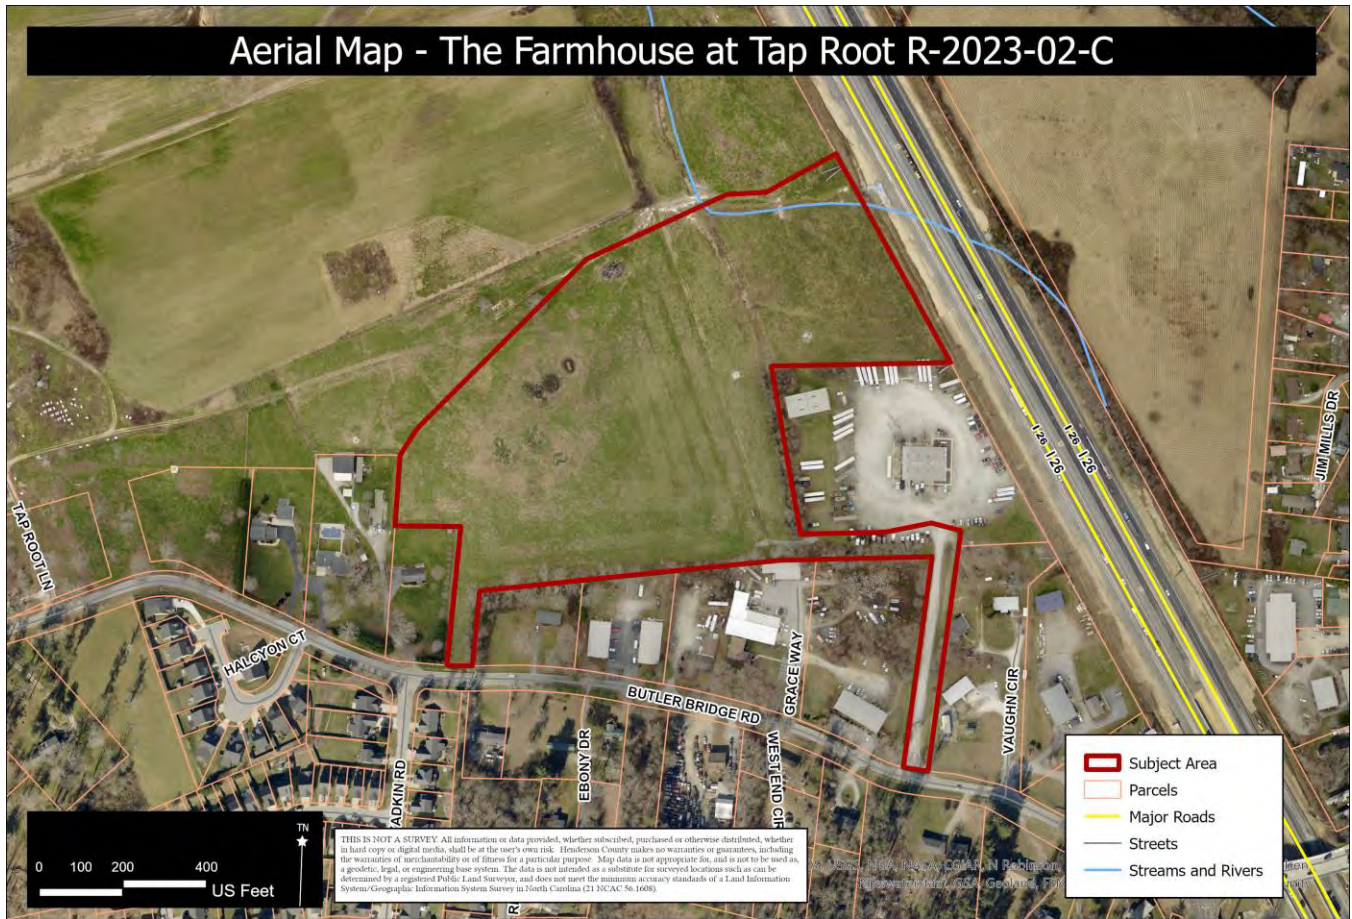 Aerial Map - The Farmhouse at Tap Root R-2023-02-C
I 26
I 26
I 26
I 26
JIM MILLS DR
TAP ROOT LN
HALCYON CT
BUTLER BRIDGE RD
GRACE WAY
VAUGHN CIR
EBONY DR
WEST END CIR
ADKIN RD
R
Subject Area
Parcels
Major Roads
Streets
Streams and Rivers
TN
0 100 200 400
US Feet
THIS IS NOT A SURVEY. All information or data provided, whether subscribed, purchased or otherwise distributed, whether
in hard copy or digital media, shall be at the user's own risk. Henderson County makes no warranties or guarantees, including
the warranties of merchantability or of fitness for a particular purpose. Map data is not appropriate for, and is not to be used as,
a geodetic, legal, or engineering base system. The data is not intended as a substitute for surveyed locations such as can be
determined by a registered Public Land Surveyor, and does not meet the minimum accuracy standards of a Land Information
System/Geographic Information System Survey in North Carolina (21 NCAC 56.1608).
USGS, NGA, NASA, CGIAR, N Robinson,
GSA, Geoland,